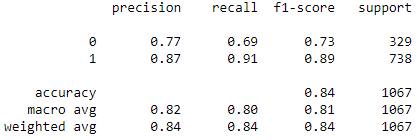 precision recall f1-score support
0 0.77 0.69 0.73 329
1 0.87 0.91 0.89 738
accuracy 0.84 1067
macro avg 0.82 0.80 0.81 1067
weighted avg 0.84 0.84 0.84 1067